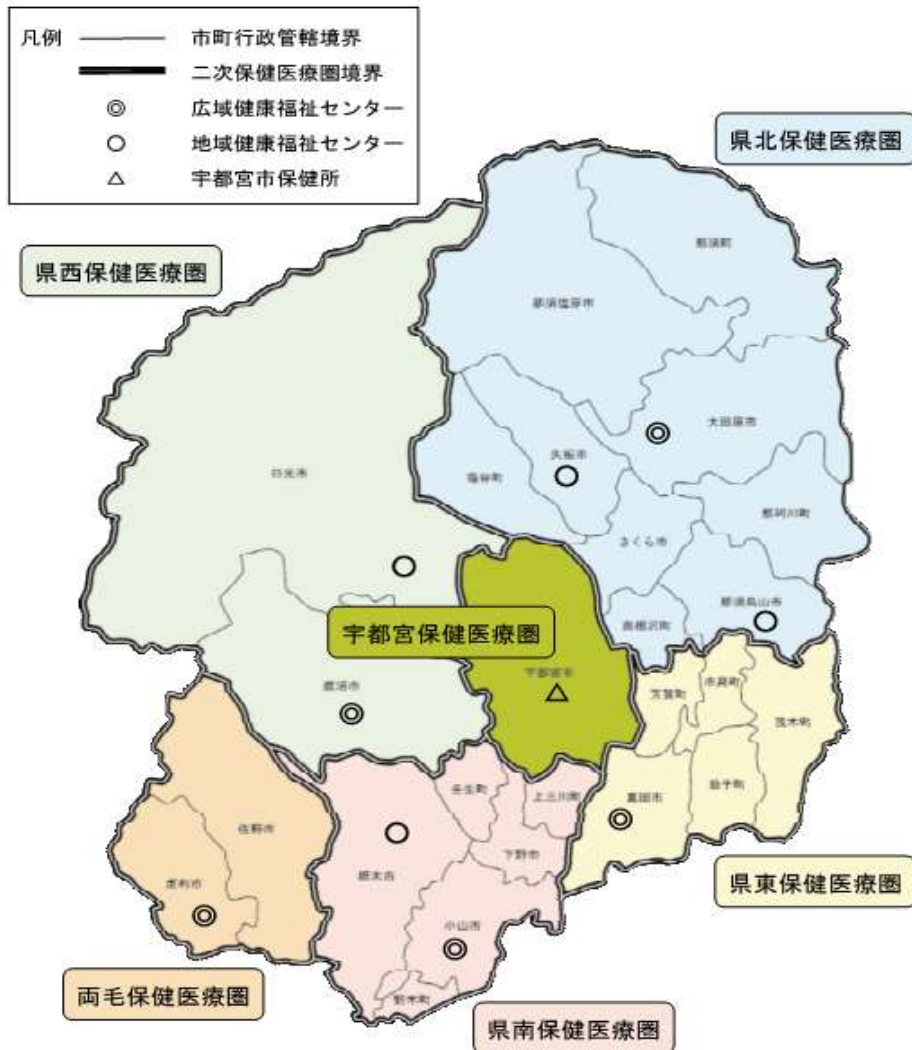 凡例
市町行政管轄境界
二次保健医療圏境界
広域健康福祉センター
地域健康福祉センター
宇都宮市保健所
県北保健医療圏
県西保健医療圏
那須町
那須塩原市
大田原市
矢板市
日光市
塩谷町
那珂川町
さくら市
那須烏山市
高根沢町
宇都宮保健医療圏
宇都宮市
鹿沼市
芳賀町
市貝町
茂木町
益子町
真岡市
壬生町
上三川町
下野市
佐野市
足利市
栃木市
小山市
野木町
県東保健医療圏
両毛保健医療圏
県南保健医療圏